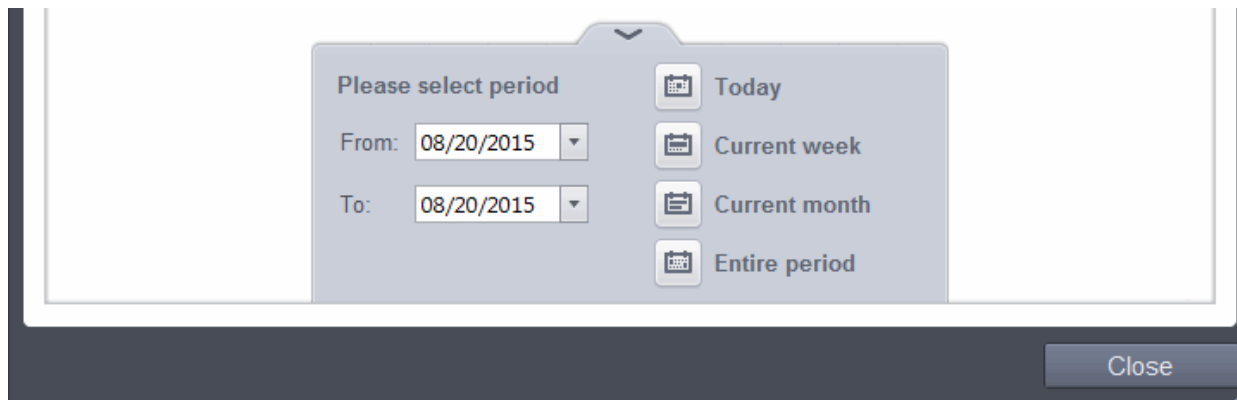 Please select period
From: 08/20/2015
To: 08/20/2015
Today
Current week
Current month
Entire period
Close